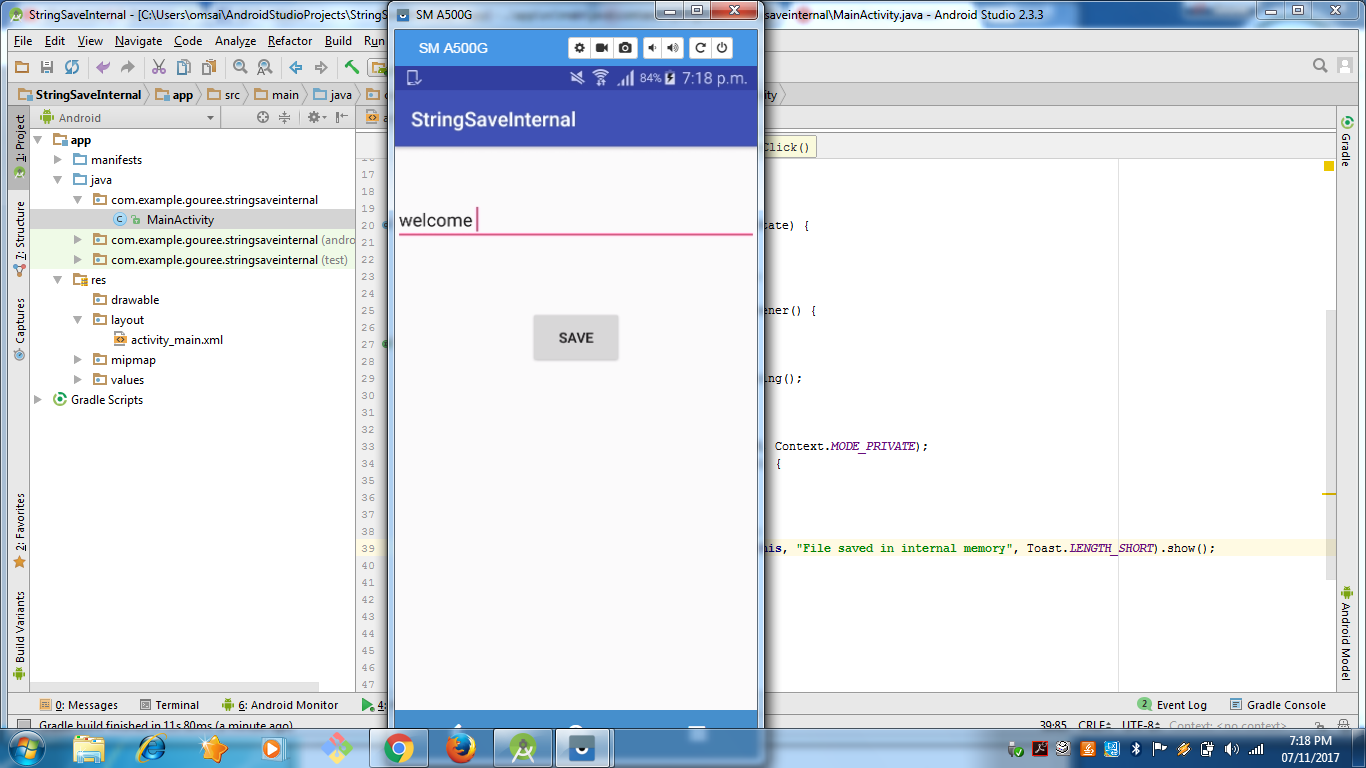 StringSaveInternal - [C:\Users\omsai\AndroidStudioProjects\StringS
SM A500G
saveinternal\MainActivity.java - Android Studio 2.3.3
File Edit View Navigate Code Analyze Refactor Build Run
SM A500G
84% 7:18 p.m.
StringSaveInternal app src main java
Android
StringSaveInternal
Click()
1: Project
7: Structure
Captures
2: Favorites
Build Variants
app
manifests
java
com.example.gouree.stringsaveinternal
MainActivity
com.example.gouree.stringsaveinternal (andro
com.example.gouree.stringsaveinternal (test)
res
drawable
layout
activity_main.xml
mipmap
values
Gradle Scripts
welcome
SAVE
17
18
19
20 tate) {
21
22
23
24
25 ener() {
26
27
28
29 ing();
30
31
32
33 Context.MODE_PRIVATE);
34 {
35
36
37
38
39 his, "File saved in internal memory", Toast.LENGTH_SHORT).show();
40
41
42
43
44
45
46
47
Gradle
Android Model
0: Messages Terminal 6: Android Monitor 4:
2 Event Log Gradle Console
Gradle build finished in 11s 80ms (a minute ago)
39:85 CRLF UTF-8 Context: <no context>
7:18 PM
07/11/2017